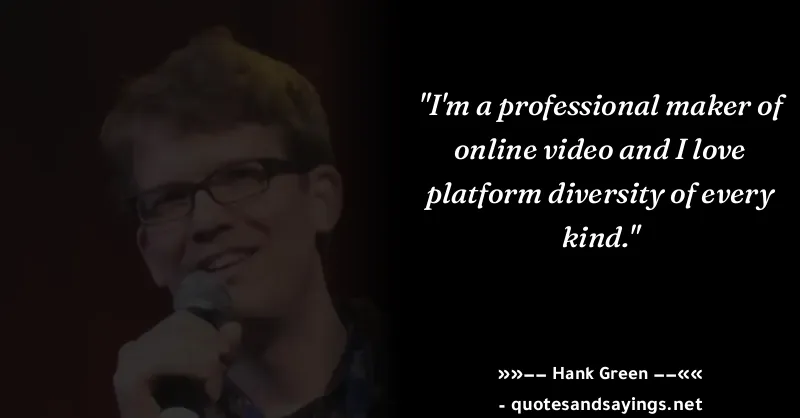 "I'm a professional maker of
online video and I love
platform diversity of every
kind."
»»—— Hank Green ——««
- quotesandsayings.net